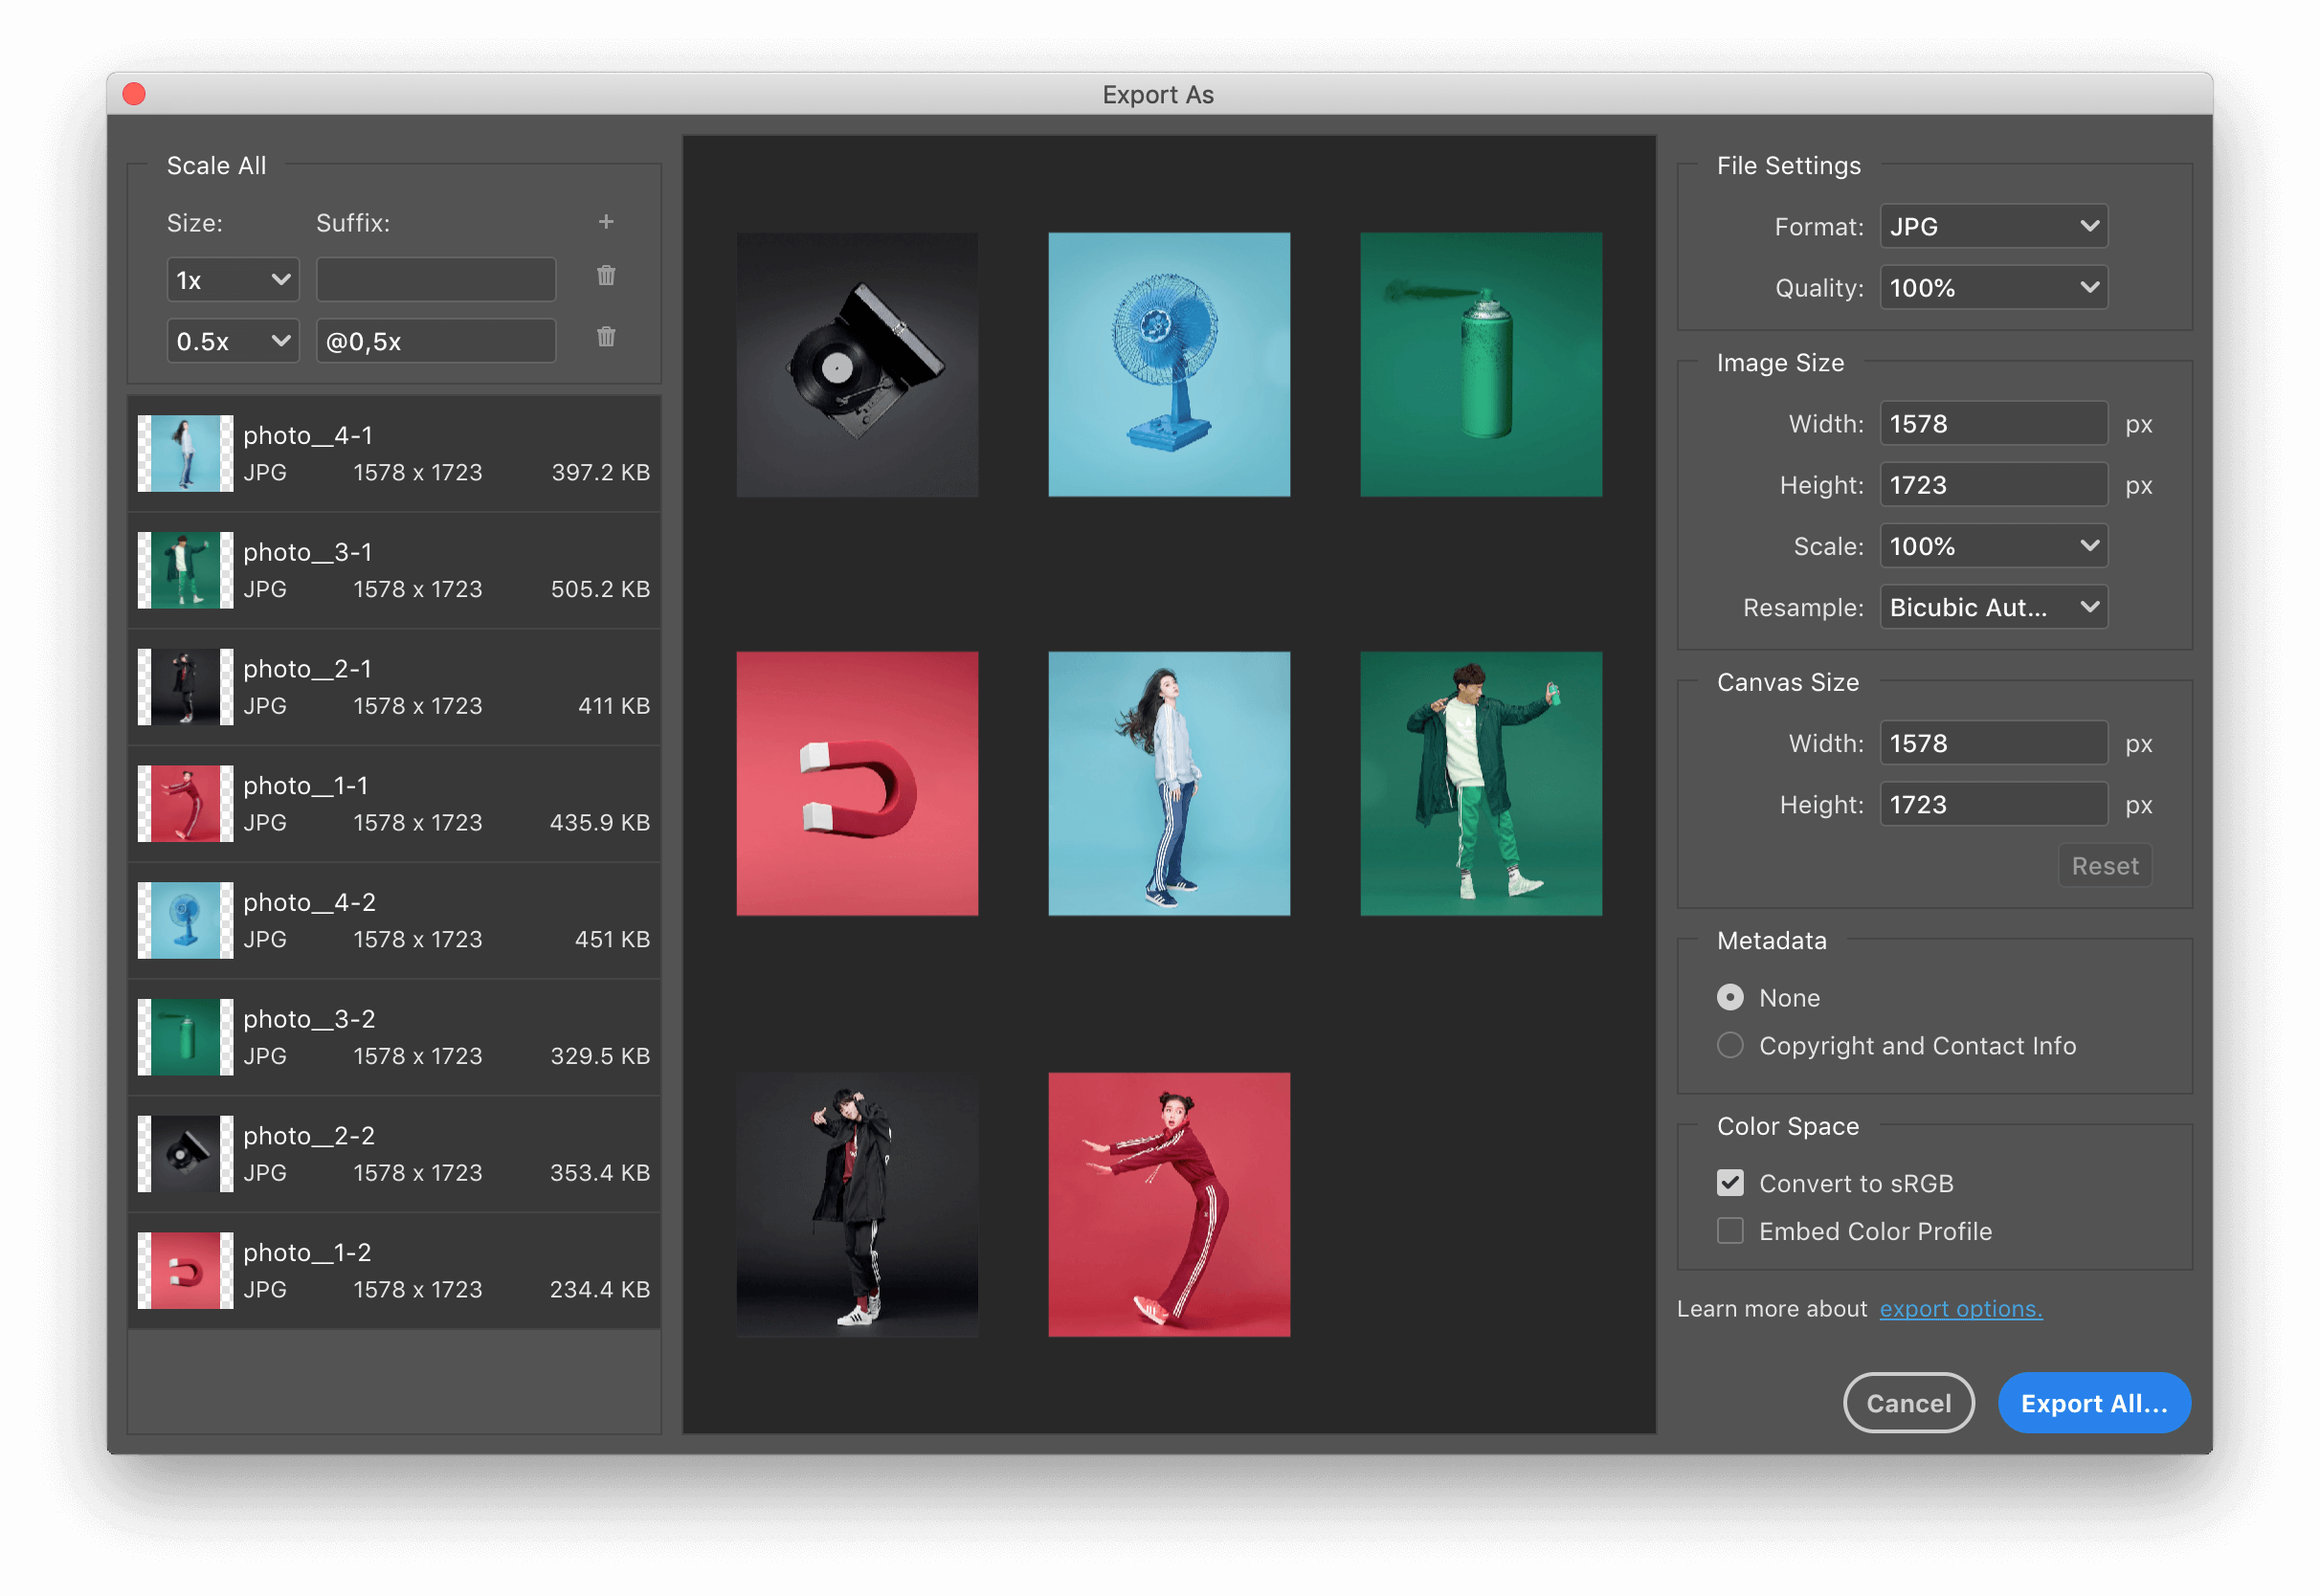 Export As
Scale All
Size: Suffix: +
1x
0.5x @0,5x
photo__4-1
JPG 1578 x 1723 397.2 KB
photo__3-1
JPG 1578 x 1723 505.2 KB
photo__2-1
JPG 1578 x 1723 411 KB
photo__1-1
JPG 1578 x 1723 435.9 KB
photo__4-2
JPG 1578 x 1723 451 KB
photo__3-2
JPG 1578 x 1723 329.5 KB
photo__2-2
JPG 1578 x 1723 353.4 KB
photo__1-2
JPG 1578 x 1723 234.4 KB
File Settings
Format: JPG
Quality: 100%
Image Size
Width: 1578 px
Height: 1723 px
Scale: 100%
Resample: Bicubic Aut...
Canvas Size
Width: 1578 px
Height: 1723 px
Reset
Metadata
None
Copyright and Contact Info
Color Space
Convert to sRGB
Embed Color Profile
Learn more about export options.
Cancel Export All...